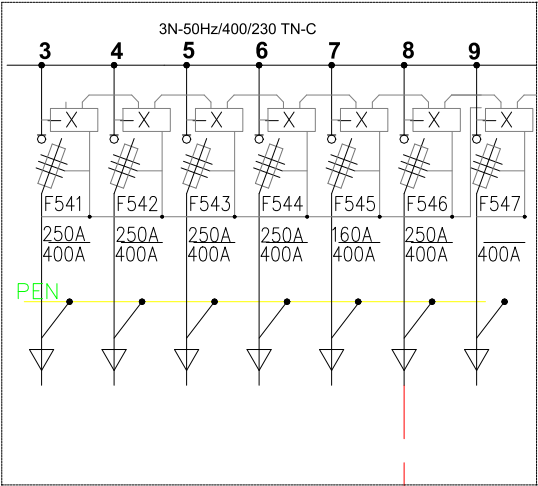 3N-50Hz/400/230 TN-C
3 4 5 6 7 8 9
X X X X X X X
F541 F542 F543 F544 F545 F546 F547
250A 250A 250A 250A 160A 250A
400A 400A 400A 400A 400A 400A 400A
PEN